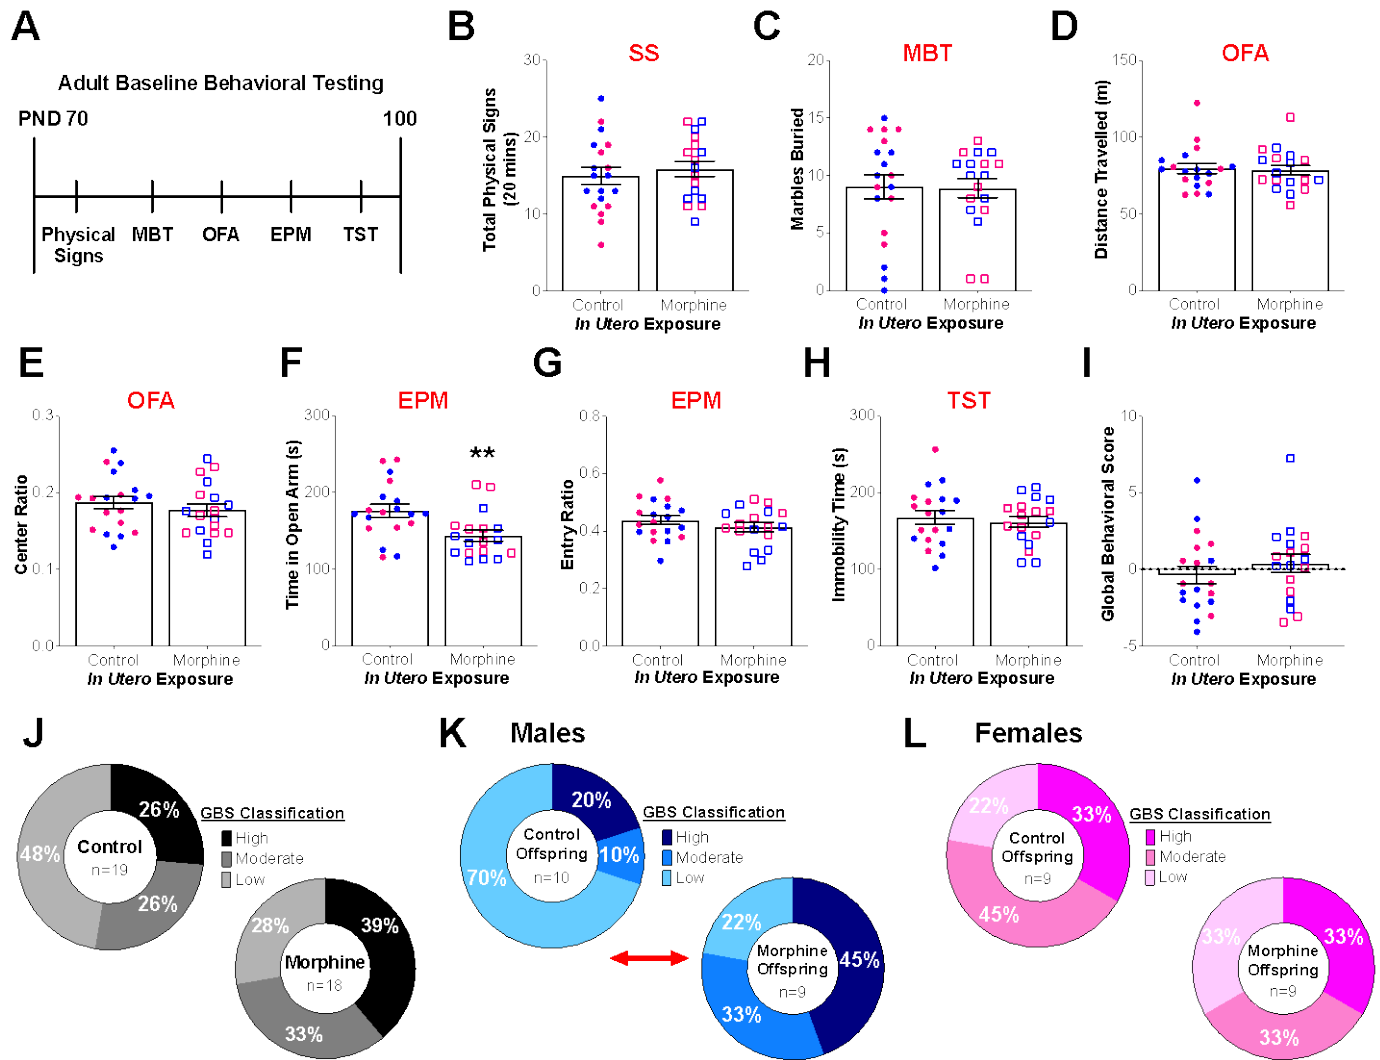 A
Adult Baseline Behavioral Testing
PND 70
100
Physical Signs
MBT
OFA
EPM
TST
B
SS
Total Physical Signs
(20 mins)
30
20
10
0
Control
Morphine
In Utero Exposure
C
MBT
Marbles Buried
20
15
10
5
0
Control
Morphine
In Utero Exposure
D
OFA
Distance Travelled (m)
150
100
50
0
Control
Morphine
In Utero Exposure
E
OFA
Center Ratio
0.3
0.2
0.1
0.0
Control
Morphine
In Utero Exposure
F
EPM
Time in Open Arm (s)
300
200
100
0
**
Control
Morphine
In Utero Exposure
G
EPM
Entry Ratio
0.8
0.6
0.4
0.2
0.0
Control
Morphine
In Utero Exposure
H
TST
Immobility Time (s)
300
200
100
0
Control
Morphine
In Utero Exposure
I
Global Behavioral Score
10
5
0
-5
Control
Morphine
In Utero Exposure
J
26%
48%
26%
Control
n=19
GBS Classification
High
Moderate
Low
28%
39%
33%
Morphine
n=18
K
Males
20%
10%
70%
Control
Offspring
n=10
GBS Classification
High
Moderate
Low
22%
45%
33%
Morphine
Offspring
n=9
L
Females
22%
33%
45%
Control
Offspring
n=9
GBS Classification
High
Moderate
Low
33%
33%
33%
Morphine
Offspring
n=9